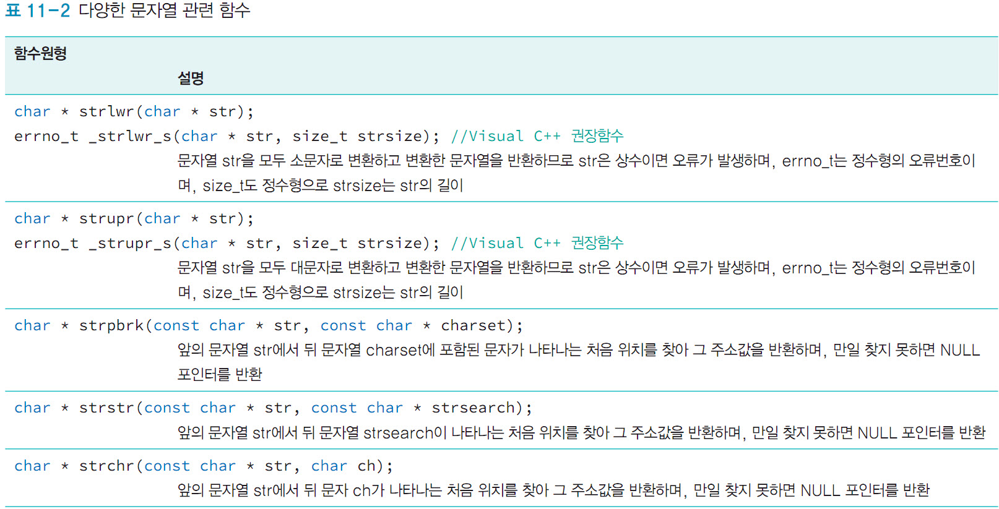 표 11-2 다양한 문자열 관련 함수
함수원형
설명
char * strlwr(char * str);
errno_t _strlwr_s(char * str, size_t strsize); //Visual C++ 권장함수
문자열 str을 모두 소문자로 변환하고 변환한 문자열을 반환하므로 str은 상수이면 오류가 발생하며, errno_t는 정수형의 오류번호이
며, size_t도 정수형으로 strsize는 str의 길이
char * strupr(char * str);
errno_t _strupr_s(char * str, size_t strsize); //Visual C++ 권장함수
문자열 str을 모두 대문자로 변환하고 변환한 문자열을 반환하므로 str은 상수이면 오류가 발생하며, errno_t는 정수형의 오류번호이
며, size_t도 정수형으로 strsize는 str의 길이
char * strpbrk(const char * str, const char * charset);
앞의 문자열 str에서 뒤 문자열 charset에 포함된 문자가 나타나는 처음 위치를 찾아 그 주소값을 반환하며, 만일 찾지 못하면 NULL
포인터를 반환
char * strstr(const char * str, const char * strsearch);
앞의 문자열 str에서 뒤 문자열 strsearch이 나타나는 처음 위치를 찾아 그 주소값을 반환하며, 만일 찾지 못하면 NULL 포인터를 반환
char * strchr(const char * str, char ch);
앞의 문자열 str에서 뒤 문자 ch가 나타나는 처음 위치를 찾아 그 주소값을 반환하며, 만일 찾지 못하면 NULL 포인터를 반환